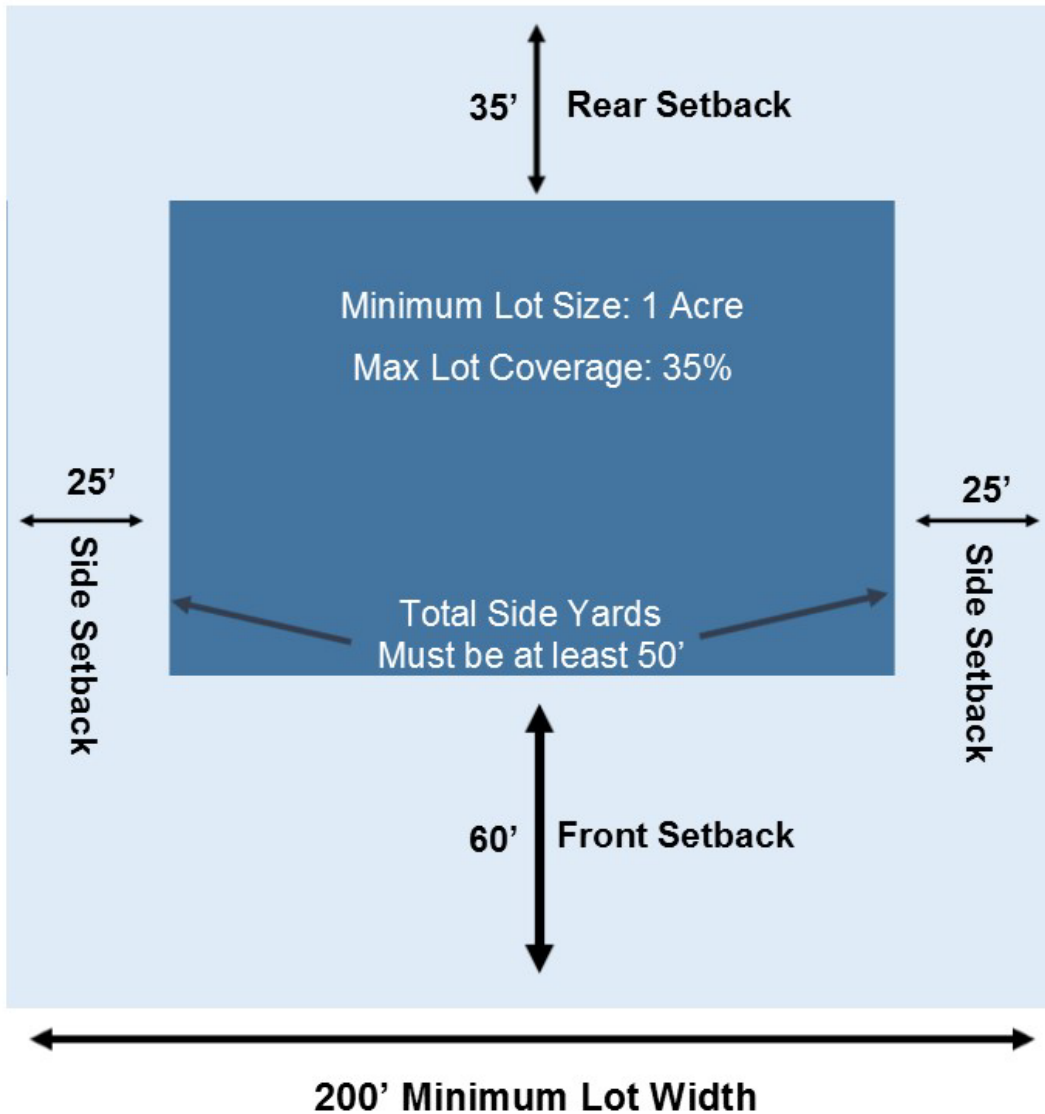 35’ Rear Setback
Minimum Lot Size: 1 Acre
Max Lot Coverage: 35%
25’
Side Setback
25’
Side Setback
Total Side Yards
Must be at least 50’
60’ Front Setback
200’ Minimum Lot Width